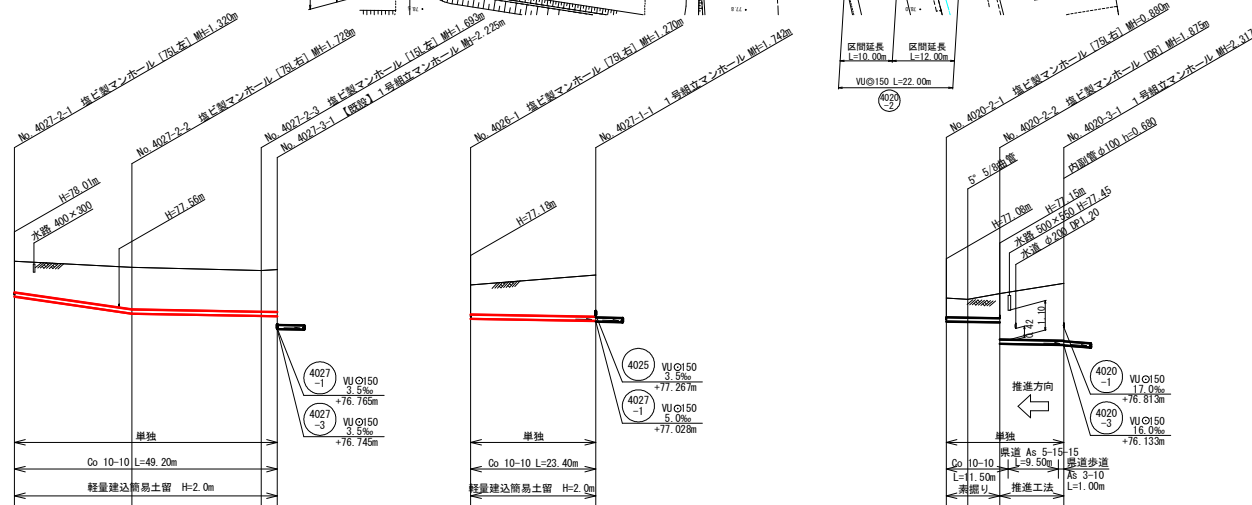 区間延長
L=10.00m
区間延長
L=12.00m
VU◎150 L=22.00m
4020
-2
No. 4027-2-1 塩ビ製マンホール [75L左] MH=1.320m
No. 4027-2-2 塩ビ製マンホール [75L右] MH=1.728m
No. 4027-2-3 塩ビ製マンホール [15L左] MH=1.693m
No. 4027-3-1 【既設】 1号組立マンホール MH=2.225m
H=78.01m
水路 400×300
H=77.56m
4027
-1
VU◎150
3.5‰
+76.765m
4027
-3
VU◎150
3.5‰
+76.745m
単独
Co 10-10 L=49.20m
軽量建込簡易土留 H=2.0m
No. 4026-1 塩ビ製マンホール [75L右] MH=1.270m
No. 4027-1-1 1号組立マンホール MH=1.742m
H=77.18m
4025
VU◎150
3.5‰
+77.267m
4027
-1
VU◎150
5.0‰
+77.028m
単独
Co 10-10 L=23.40m
軽量建込簡易土留 H=2.0m
No. 4020-2-1 塩ビ製マンホール [75L右] MH=0.880m
No. 4020-2-2 塩ビ製マンホール [DR] MH=1.875m
No. 4020-3-1 1号組立マンホール MH=2.317
内副管φ100 h=0.680
5° 5/8曲管
H=77.08m
H=77.15m
水路 500×550 H=77.45
水道 φ200 DP1.20
1.10
0.42
推進方向
4020
-1
VU◎150
17.0‰
+76.813m
4020
-3
VU◎150
16.0‰
+76.133m
単独
県道 As 5-15-15
Co 10-10
L=11.50m
L=9.50m
県道歩道
As 3-10
L=1.00m
素掘り
推進工法